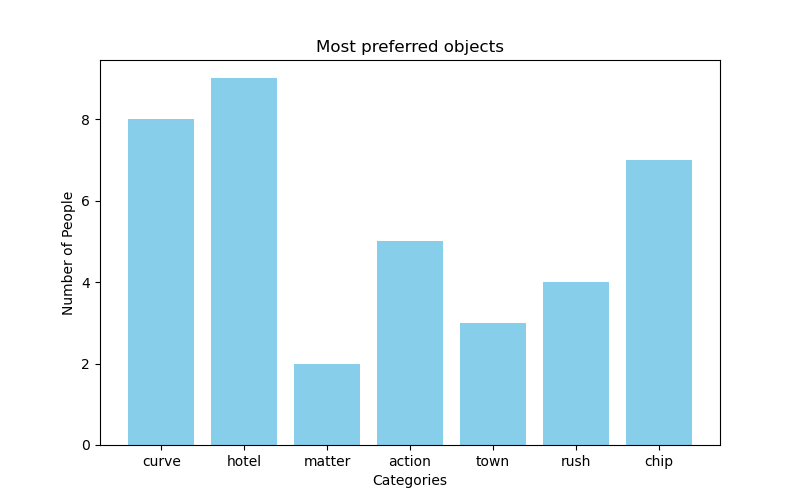 Most preferred objects
Number of People
8
6
4
2
0
curve hotel matter action town rush chip
Categories